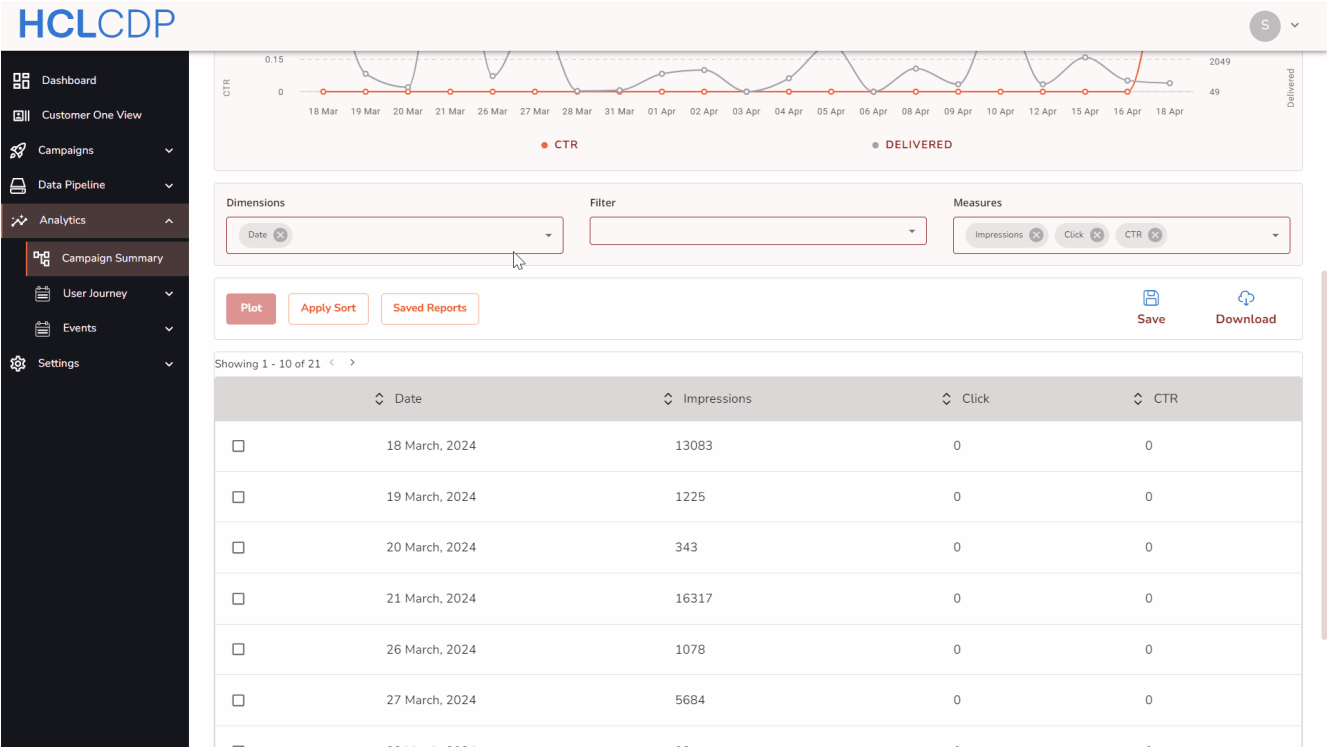 HCLCDP
S
Dashboard
Customer One View
Campaigns
Data Pipeline
Analytics
Campaign Summary
User Journey
Events
Settings
0.15
2049
CTR
0
49
Delivered
18 Mar 19 Mar 20 Mar 21 Mar 26 Mar 27 Mar 28 Mar 31 Mar 01 Apr 02 Apr 03 Apr 04 Apr 05 Apr 06 Apr 08 Apr 09 Apr 10 Apr 12 Apr 15 Apr 16 Apr 18 Apr
CTR DELIVERED
Dimensions Filter Measures
Date Impressions Click CTR
Plot Apply Sort Saved Reports Save Download
Showing 1 - 10 of 21
Date Impressions Click CTR
18 March, 2024 13083 0 0
19 March, 2024 1225 0 0
20 March, 2024 343 0 0
21 March, 2024 16317 0 0
26 March, 2024 1078 0 0
27 March, 2024 5684 0 0